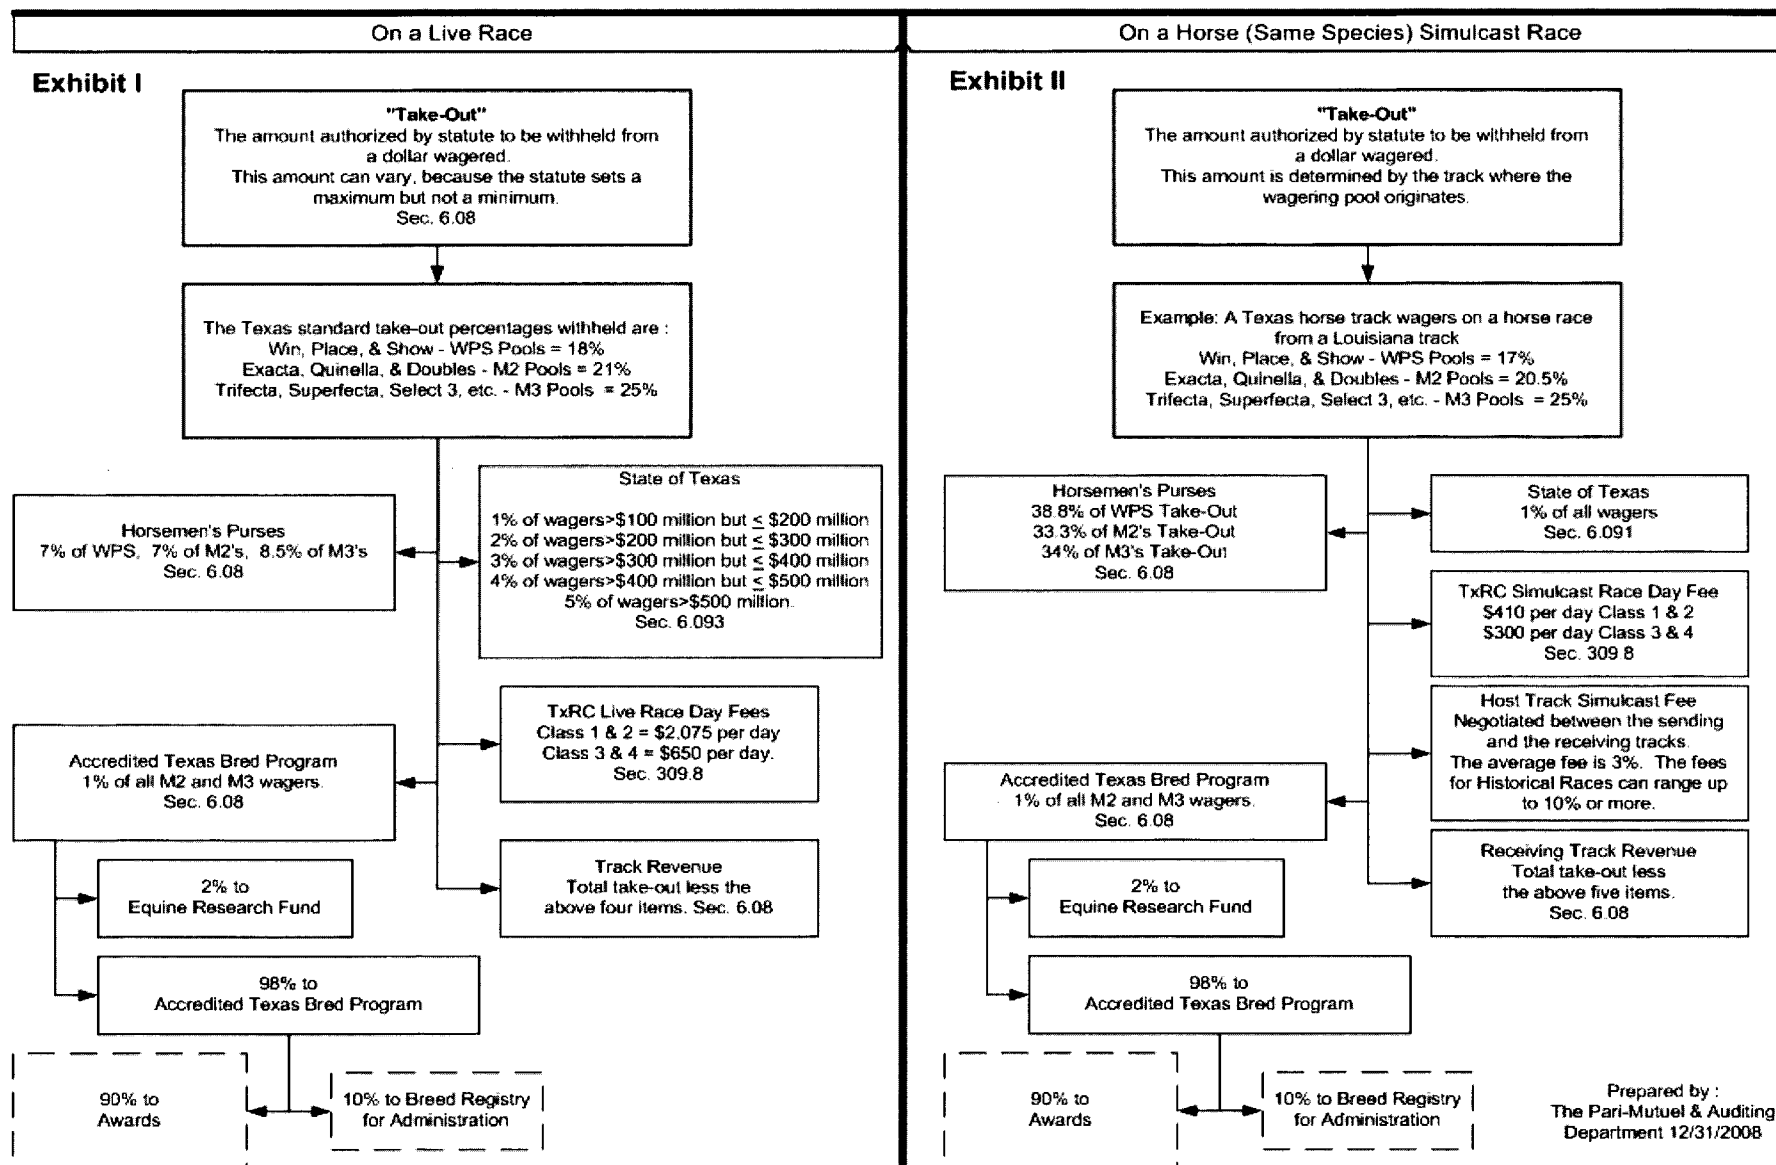 On a Live Race
Exhibit I
"Take-Out"
The amount authorized by statute to be withheld from
a dollar wagered.
This amount can vary, because the statute sets a
maximum but not a minimum.
Sec. 6.08
The Texas standard take-out percentages withheld are :
Win, Place, & Show - WPS Pools = 18%
Exacta, Quinella, & Doubles - M2 Pools = 21%
Trifecta, Superfecta, Select 3, etc. - M3 Pools = 25%
Horsemen's Purses
7% of WPS, 7% of M2's, 8.5% of M3's
Sec. 6.08
State of Texas
1% of wagers>$100 million but ≤ $200 million
2% of wagers>$200 million but ≤ $300 million
3% of wagers>$300 million but ≤ $400 million
4% of wagers>$400 million but ≤ $500 million
5% of wagers>$500 million.
Sec. 6.093
TxRC Live Race Day Fees
Class 1 & 2 = $2,075 per day
Class 3 & 4 = $650 per day.
Sec. 309.8
Accredited Texas Bred Program
1% of all M2 and M3 wagers.
Sec. 6.08
Track Revenue
Total take-out less the
above four items. Sec. 6.08
2% to
Equine Research Fund
98% to
Accredited Texas Bred Program
90% to
Awards
10% to Breed Registry
for Administration
On a Horse (Same Species) Simulcast Race
Exhibit II
"Take-Out"
The amount authorized by statute to be withheld from
a dollar wagered.
This amount is determined by the track where the
wagering pool originates.
Example: A Texas horse track wagers on a horse race
from a Louisiana track
Win, Place, & Show - WPS Pools = 17%
Exacta, Quinella, & Doubles - M2 Pools = 20.5%
Trifecta, Superfecta, Select 3, etc. - M3 Pools = 25%
Horsemen's Purses
38.8% of WPS Take-Out
33.3% of M2's Take-Out
34% of M3's Take-Out
Sec. 6.08
State of Texas
1% of all wagers
Sec. 6.091
TxRC Simulcast Race Day Fee
$410 per day Class 1 & 2
$300 per day Class 3 & 4
Sec. 309.8
Host Track Simulcast Fee
Negotiated between the sending
and the receiving tracks.
The average fee is 3%. The fees
for Historical Races can range up
to 10% or more.
Accredited Texas Bred Program
1% of all M2 and M3 wagers.
Sec. 6.08
Receiving Track Revenue
Total take-out less
the above five items.
Sec. 6.08
2% to
Equine Research Fund
98% to
Accredited Texas Bred Program
90% to
Awards
10% to Breed Registry
for Administration
Prepared by :
The Pari-Mutuel & Auditing
Department 12/31/2008